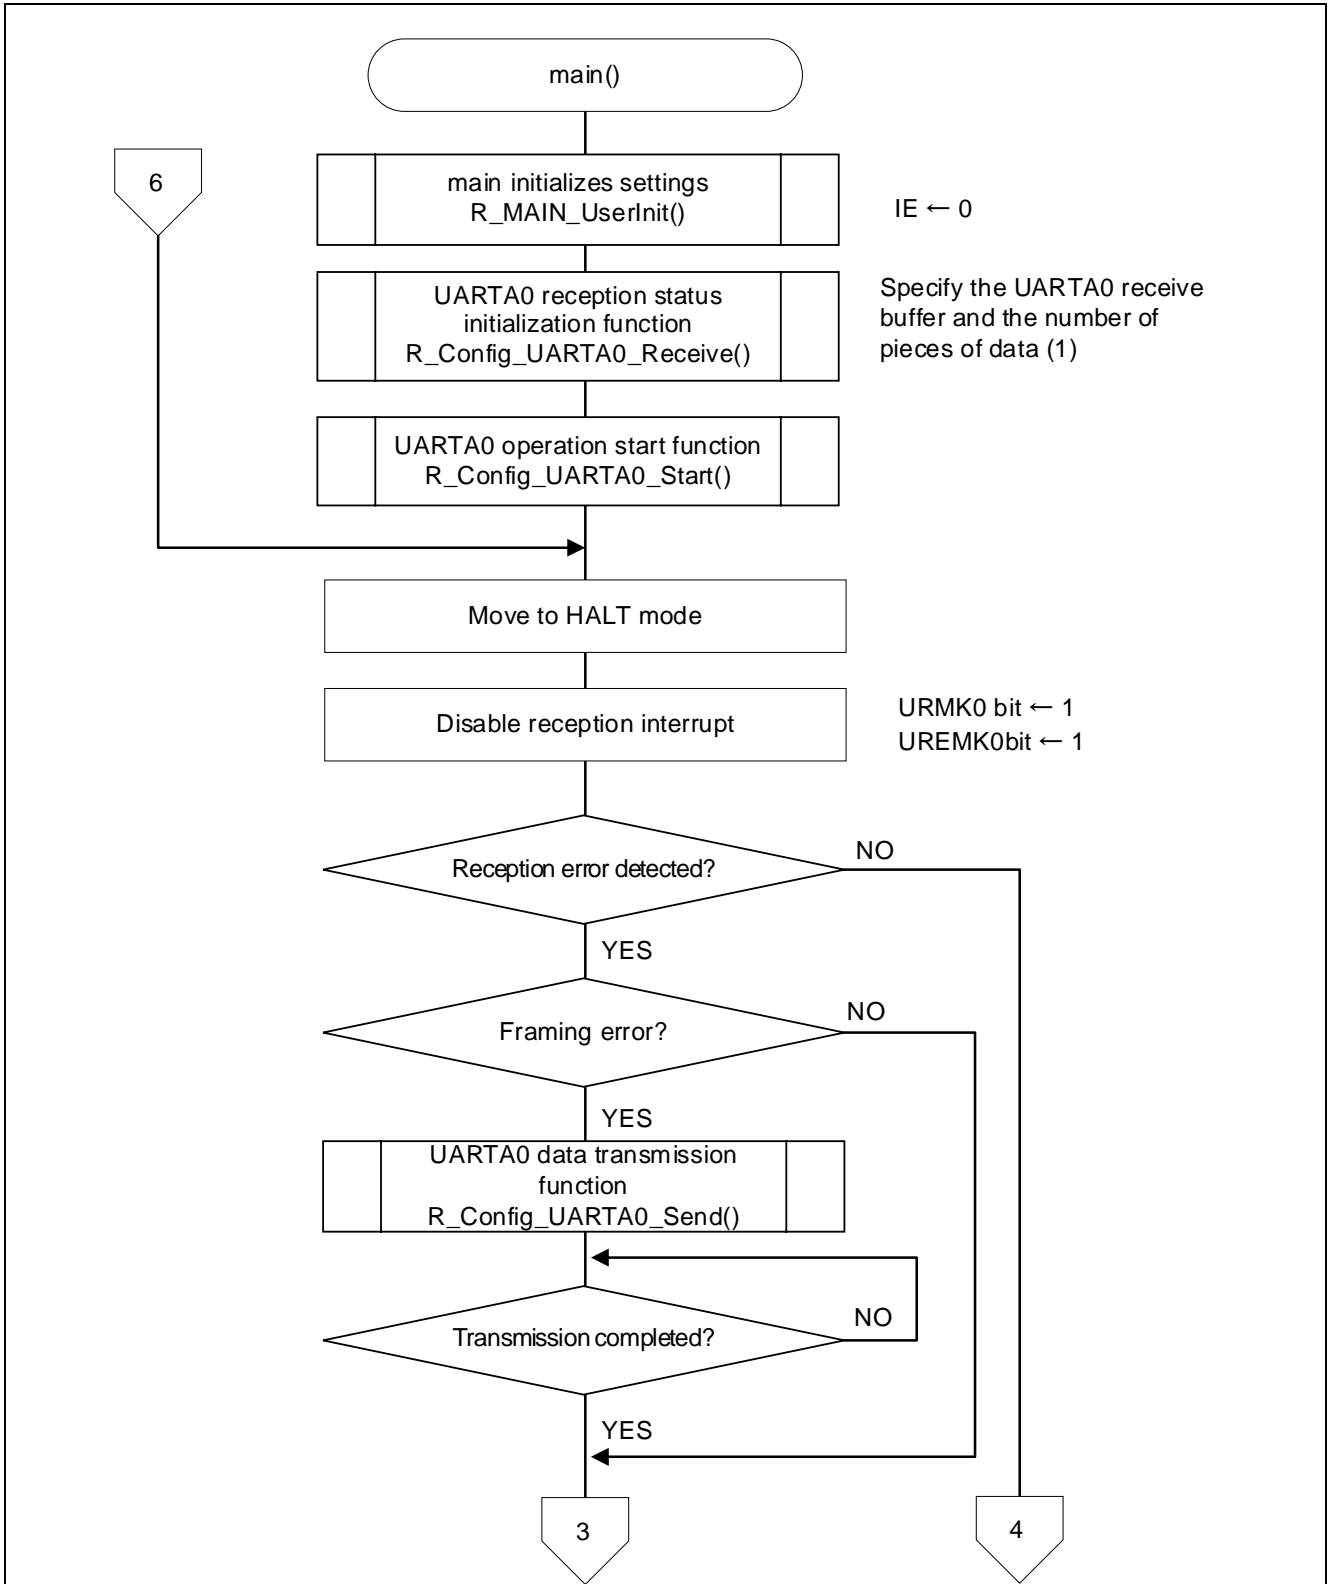 main()
6
main initializes settings
R_MAIN_UserInit()
IE ← 0
UARTA0 reception status
initialization function
R_Config_UARTA0_Receive()
Specify the UARTA0 receive
buffer and the number of
pieces of data (1)
UARTA0 operation start function
R_Config_UARTA0_Start()
Move to HALT mode
Disable reception interrupt
URMK0 bit ← 1
UREMK0bit ← 1
Reception error detected?
NO
YES
Framing error?
NO
YES
UARTA0 data transmission
function
R_Config_UARTA0_Send()
Transmission completed?
NO
YES
3
4